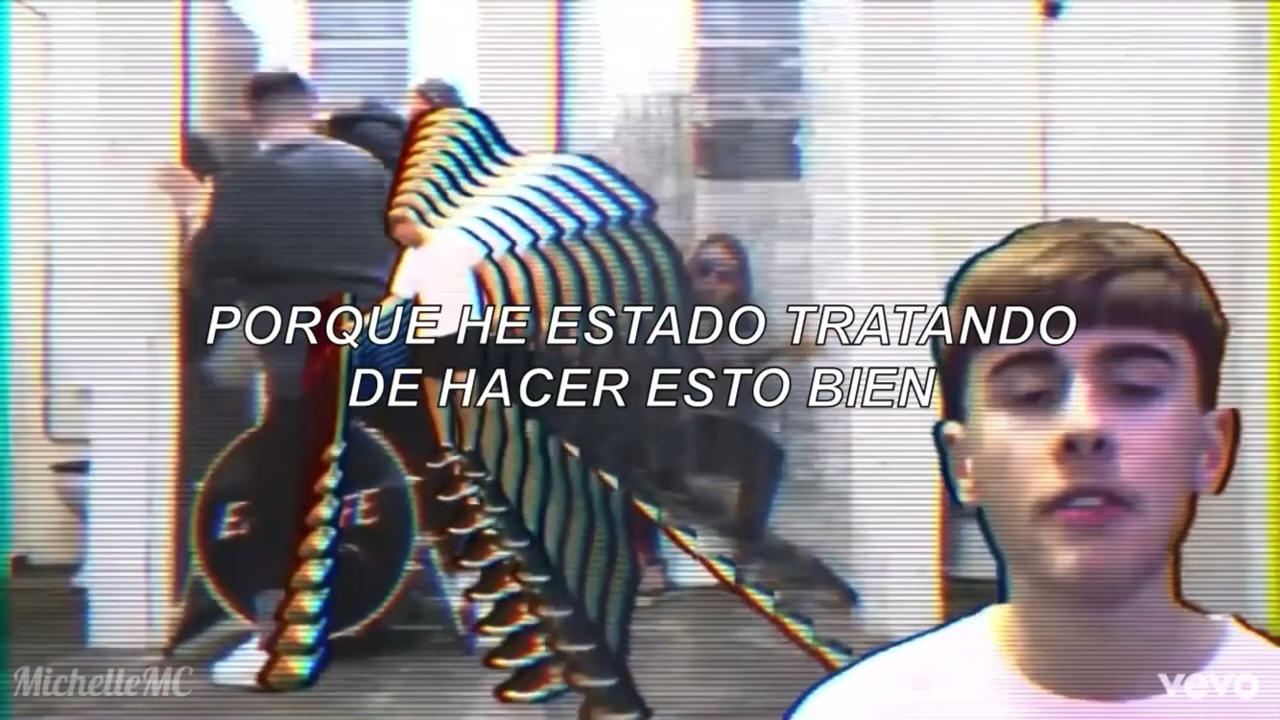 PORQUE HE ESTADO TRATANDO
DE HACER ESTO BIEN
MichelleMC
vevo